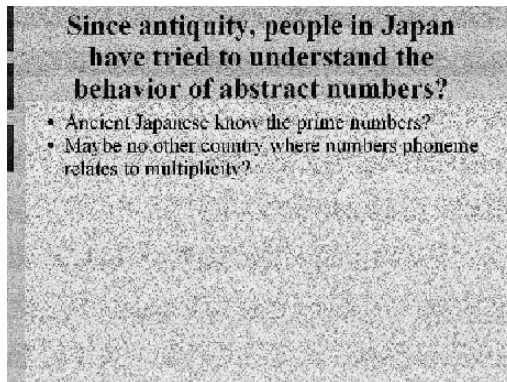 Since antiquity, people in Japan
have tried to understand the
behavior of abstract numbers?
• Ancient Japanese know the prime numbers?
• Maybe no other country where numbers phoneme
relates to multiplicity?